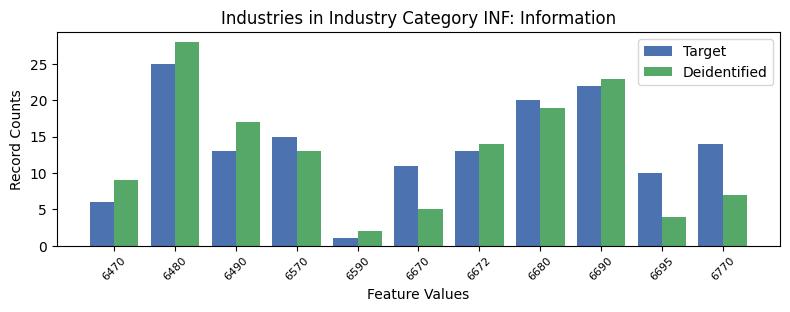 Industries in Industry Category INF: Information
Target
Deidentified
Record Counts
25
20
15
10
5
0
6470 6480 6490 6570 6590 6670 6672 6680 6690 6695 6770
Feature Values